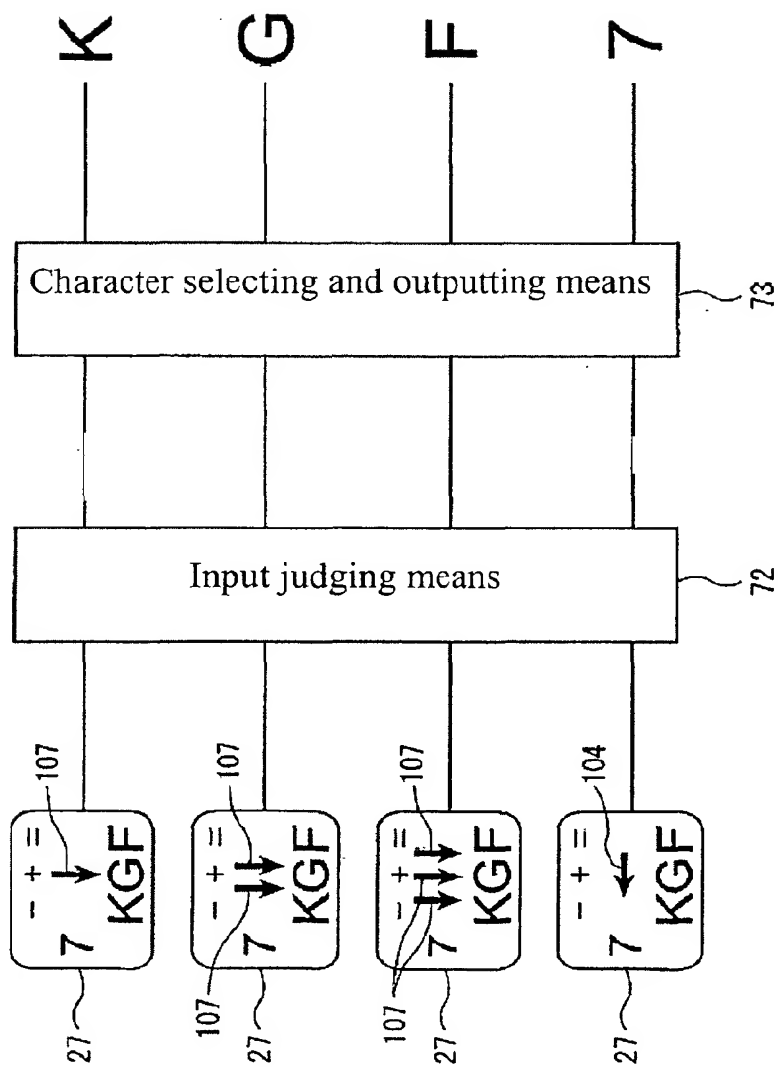 K
G
F
7
Character selecting and outputting means
73
Input judging means
72
107
- + =
7
KGF
27
107
- + =
7
KGF
107
27
107
- + =
7
KGF
107
27
104
- + =
7
KGF
27